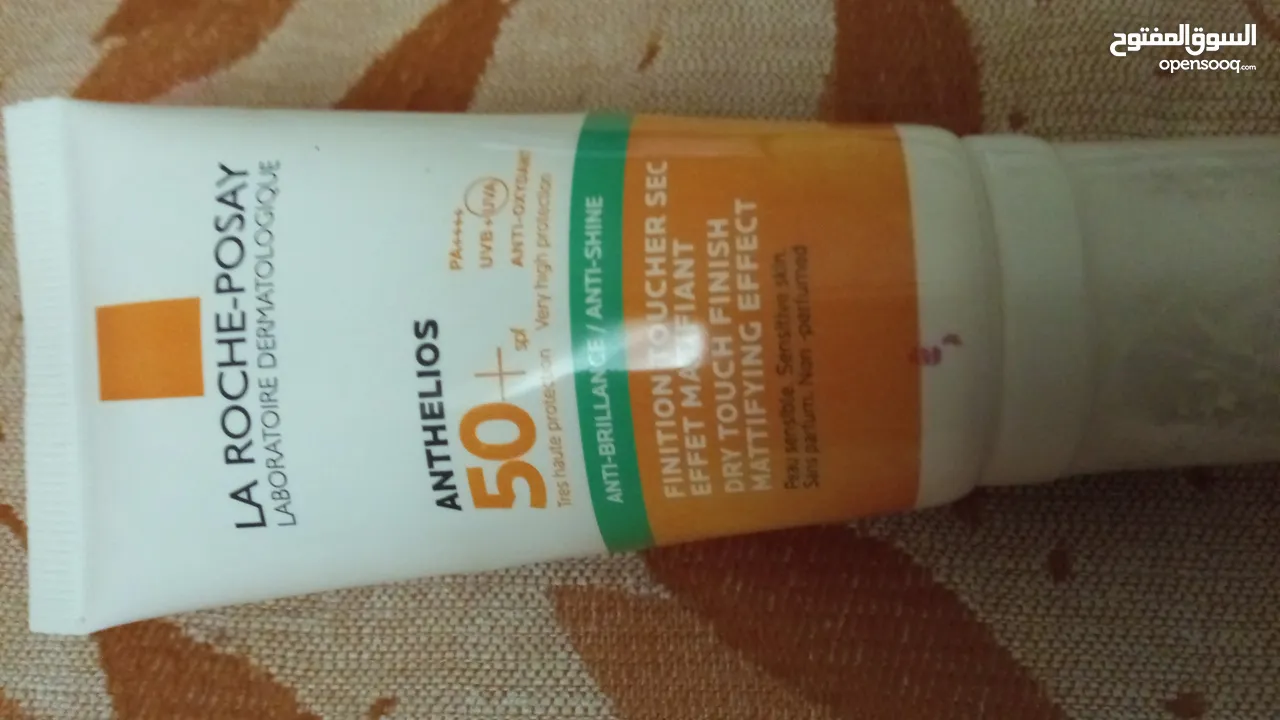 السوق المفتوح
opensooq.com
LA ROCHE-POSAY
LABORATOIRE DERMATOLOGIQUE
ANTHELIOS
50+ spf
PA++++
UVB + UVA
ANTI-OXYDANT
Tres haute protection Very high protection
ANTI-BRILLANCE / ANTI-SHINE
FINITION TOUCHER SEC
EFFET MATIFIANT
DRY TOUCH FINISH
MATTIFYING EFFECT
Peau sensible. Sensitive skin.
Sans parfum. Nan -perfumed